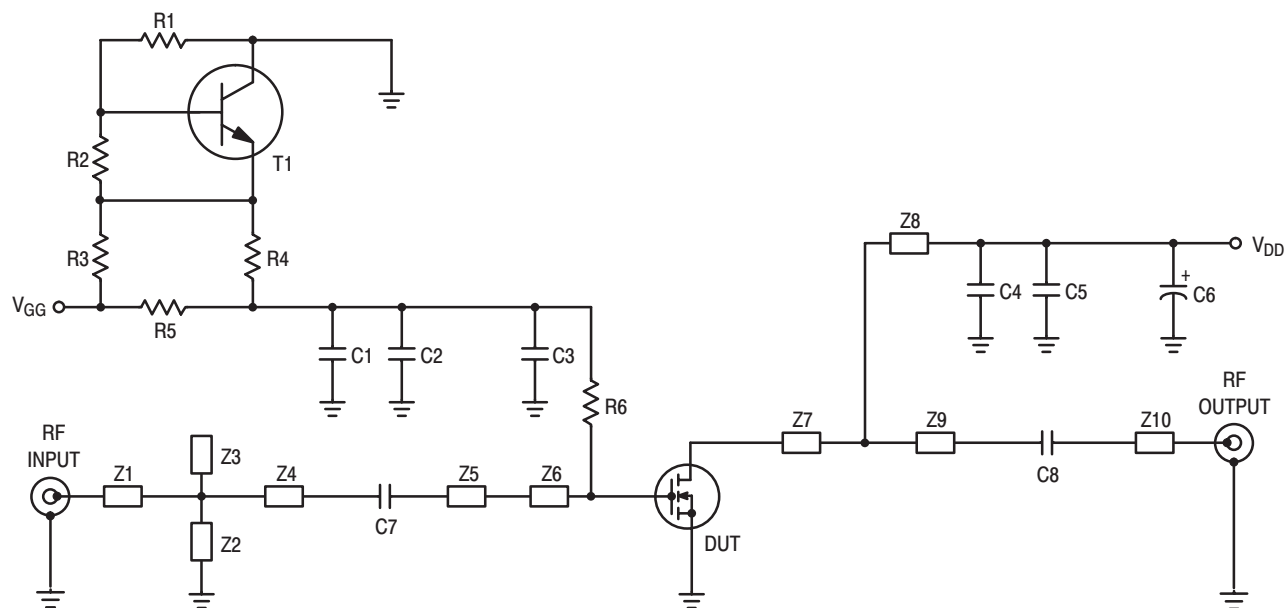 R1
T1
R2
R3
R4
Z8
VDD
C4
C5
+
C6
VGG
R5
C1
C2
C3
R6
RF
INPUT
RF
OUTPUT
Z1
Z3
Z4
Z5
Z6
Z7
Z9
Z10
C8
C7
Z2
DUT